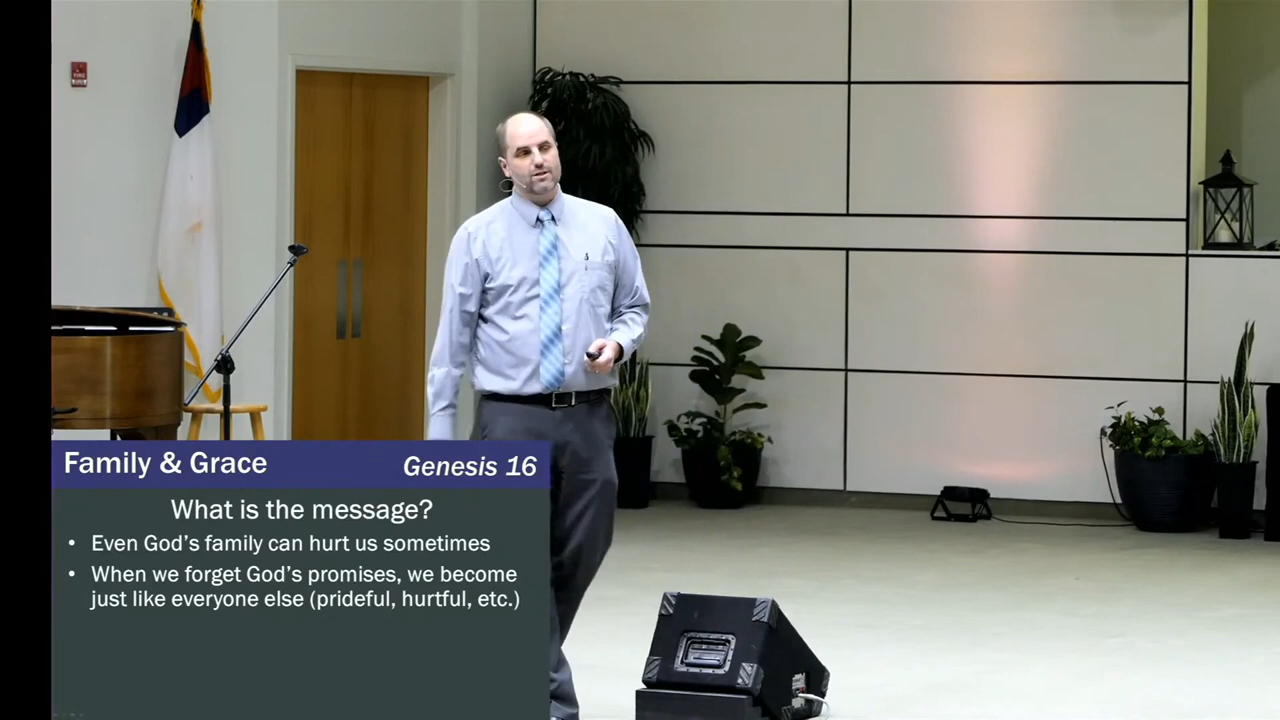 Family & Grace
Genesis 16
What is the message?
• Even God's family can hurt us sometimes
• When we forget God's promises, we become
just like everyone else (prideful, hurtful, etc.)
FIRE